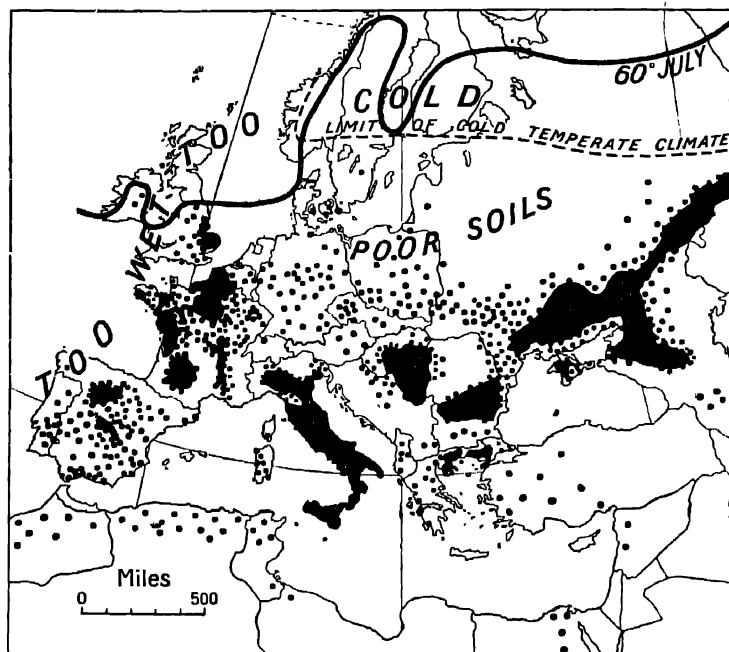 60° JULY
TOO COLD
LIMIT OF COLD TEMPERATE CLIMATE
TOO WET
POOR SOILS
Miles
0 500